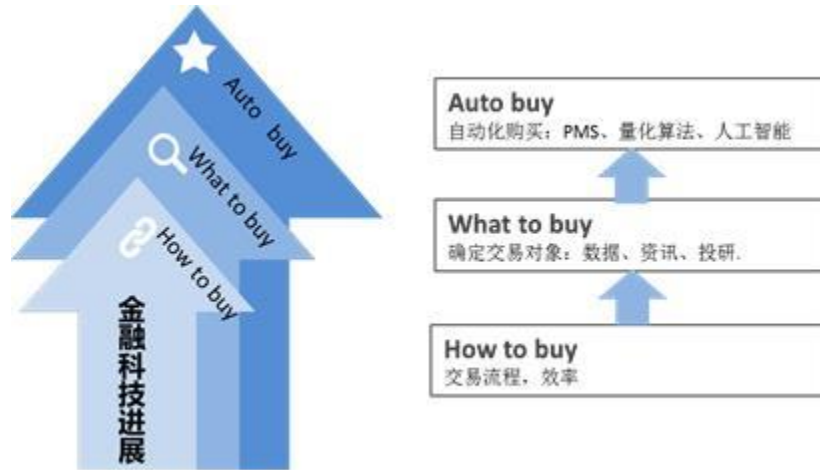 Auto buy
What to buy
How to buy
金融科技进展
Auto buy
自动化购买：PMS、量化算法、人工智能
What to buy
确定交易对象：数据、资讯、投研.
How to buy
交易流程，效率